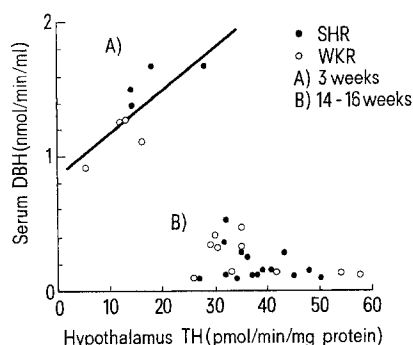 A)
SHR
WKR
A) 3 weeks
B) 14-16 weeks
2
1
0
B)
0 10 20 30 40 50 60
Serum DBH (nmol/min/ml)
Hypothalamus TH (pmol/min/mg protein)